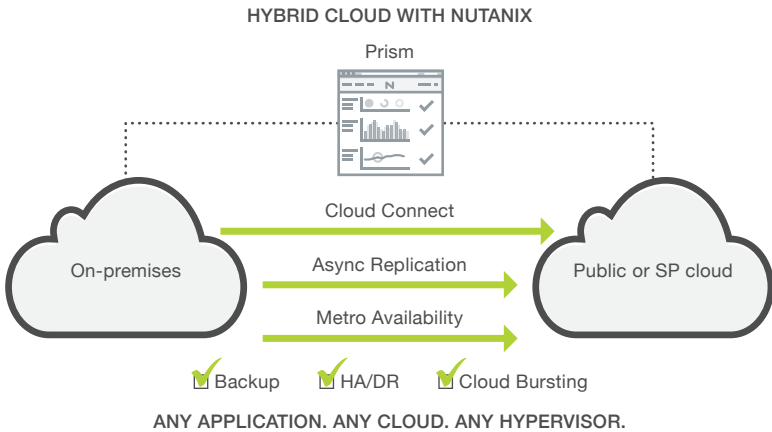 HYBRID CLOUD WITH NUTANIX
Prism
N
Cloud Connect
On-premises
Async Replication
Public or SP cloud
Metro Availability
Backup
HA/DR
Cloud Bursting
ANY APPLICATION. ANY CLOUD. ANY HYPERVISOR.